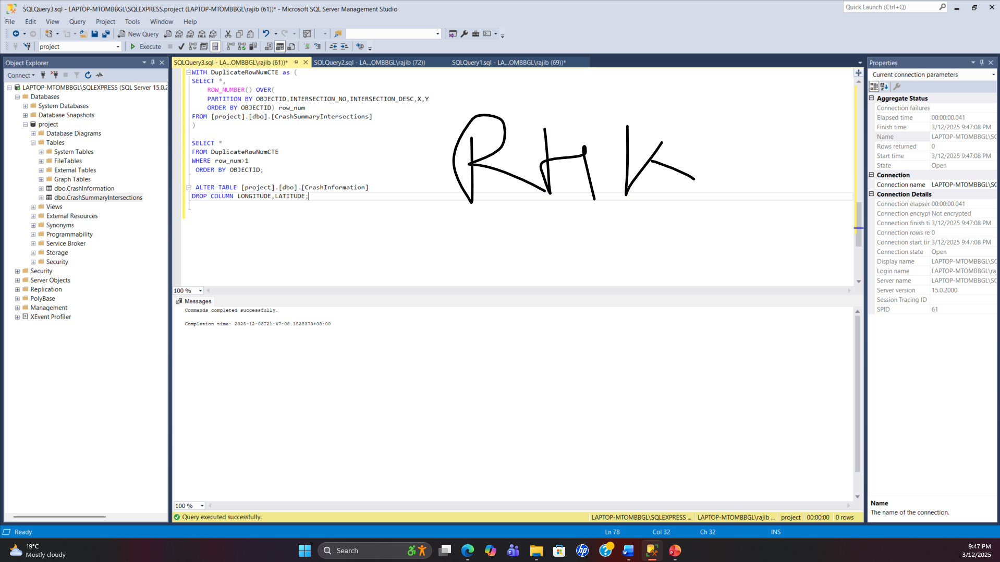 SQLQuery3.sql - LAPTOP-MTOMBBGL\SQLEXPRESS.project (LAPTOP-MTOMBBGL\rajib (61))* - Microsoft SQL Server Management Studio
Quick Launch (Ctrl+Q)
File Edit View Query Project Tools Window Help
New Query
project Execute
Object Explorer
Connect
LAPTOP-MTOMBBGL\SQLEXPRESS (SQL Server 15.0.2
Databases
System Databases
Database Snapshots
project
Database Diagrams
Tables
System Tables
FileTables
External Tables
Graph Tables
dbo.CrashInformation
dbo.CrashSummaryIntersections
Views
External Resources
Synonyms
Programmability
Service Broker
Storage
Security
Security
Server Objects
Replication
PolyBase
Management
XEvent Profiler
SQLQuery3.sql - LA...OMBBGL\rajib (61))* SQLQuery2.sql - LA...OMBBGL\rajib (72)) SQLQuery1.sql - LA...OMBBGL\rajib (69))*
WITH DuplicateRowNumCTE as (
SELECT *,
ROW_NUMBER() OVER(
PARTITION BY OBJECTID,INTERSECTION_NO,INTERSECTION_DESC,X,Y
ORDER BY OBJECTID) row_num
FROM [project].[dbo].[CrashSummaryIntersections]
)
SELECT *
FROM DuplicateRowNumCTE
WHERE row_num>1
ORDER BY OBJECTID;
ALTER TABLE [project].[dbo].[CrashInformation]
DROP COLUMN LONGITUDE,LATITUDE;
RHK
100 %
Messages
Commands completed successfully.
Completion time: 2025-12-03T21:47:08.1528373+08:00
100 %
Query executed successfully. LAPTOP-MTOMBBGL\SQLEXPRESS ... LAPTOP-MTOMBBGL\rajib ... project 00:00:00 0 rows
Properties
Current connection parameters
Aggregate Status
Connection failures
Elapsed time 00:00:00.041
Finish time 3/12/2025 9:47:08 PM
Name LAPTOP-MTOMBBGL\SC
Rows returned 0
Start time 3/12/2025 9:47:08 PM
State Open
Connection
Connection name LAPTOP-MTOMBBGL\SC
Connection Details
Connection elapsec 00:00:00.041
Connection encrypt Not encrypted
Connection finish ti 3/12/2025 9:47:08 PM
Connection rows re 0
Connection start tir 3/12/2025 9:47:08 PM
Connection state Open
Display name LAPTOP-MTOMBBGL\SC
Login name LAPTOP-MTOMBBGL\ra
Server name LAPTOP-MTOMBBGL\SC
Server version 15.0.2000
Session Tracing ID
SPID 61
Name
The name of the connection.
Ready Ln 78 Col 32 Ch 32 INS
19°C
Mostly cloudy
Search
9:47 PM
3/12/2025